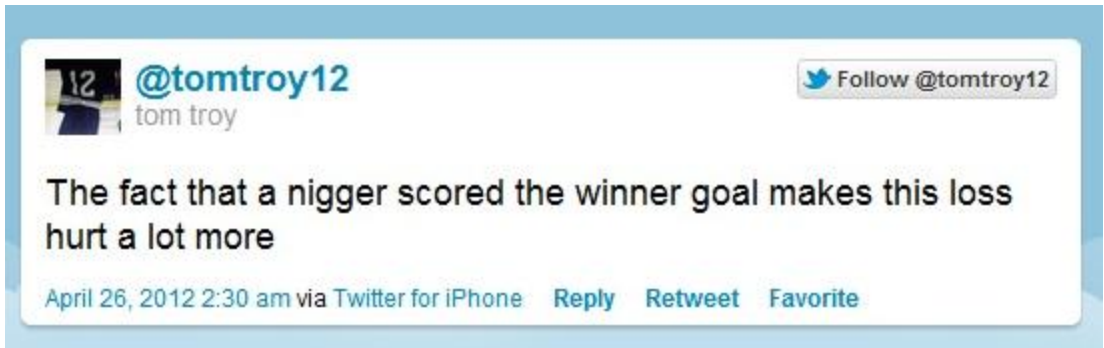 12
@tomtroy12
Follow @tomtroy12
tom troy
The fact that a nigger scored the winner goal makes this loss
hurt a lot more
April 26, 2012 2:30 am via Twitter for iPhone Reply Retweet Favorite